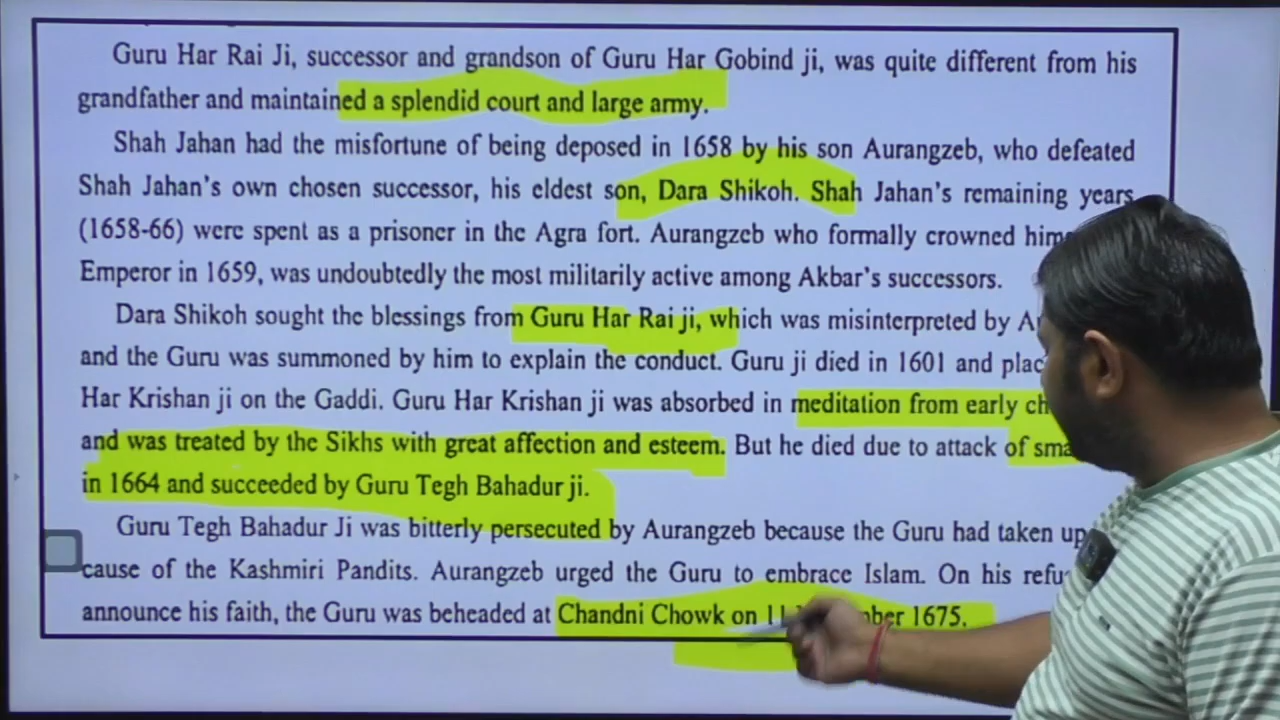 Guru Har Rai Ji, successor and grandson of Guru Har Gobind ji, was quite different from his
grandfather and maintained a splendid court and large army.
Shah Jahan had the misfortune of being deposed in 1658 by his son Aurangzeb, who defeated
Shah Jahan's own chosen successor, his eldest son, Dara Shikoh. Shah Jahan's remaining years
(1658-66) were spent as a prisoner in the Agra fort. Aurangzeb who formally crowned
Emperor in 1659, was undoubtedly the most militarily active among Akbar's successors.
Dara Shikoh sought the blessings from Guru Har Rai ji, which was misinterpreted by
and the Guru was summoned by him to explain the conduct. Guru ji died in 1601 and
Har Krishan ji on the Gaddi. Guru Har Krishan ji was absorbed in meditation from early
and was treated by the Sikhs with great affection and esteem. But he died due to attack of
in 1664 and succeeded by Guru Tegh Bahadur ji.
Guru Tegh Bahadur Ji was bitterly persecuted by Aurangzeb because the Guru had taken up
cause of the Kashmiri Pandits. Aurangzeb urged the Guru to embrace Islam. On his
announce his faith, the Guru was beheaded at Chandni Chowk on 1675.